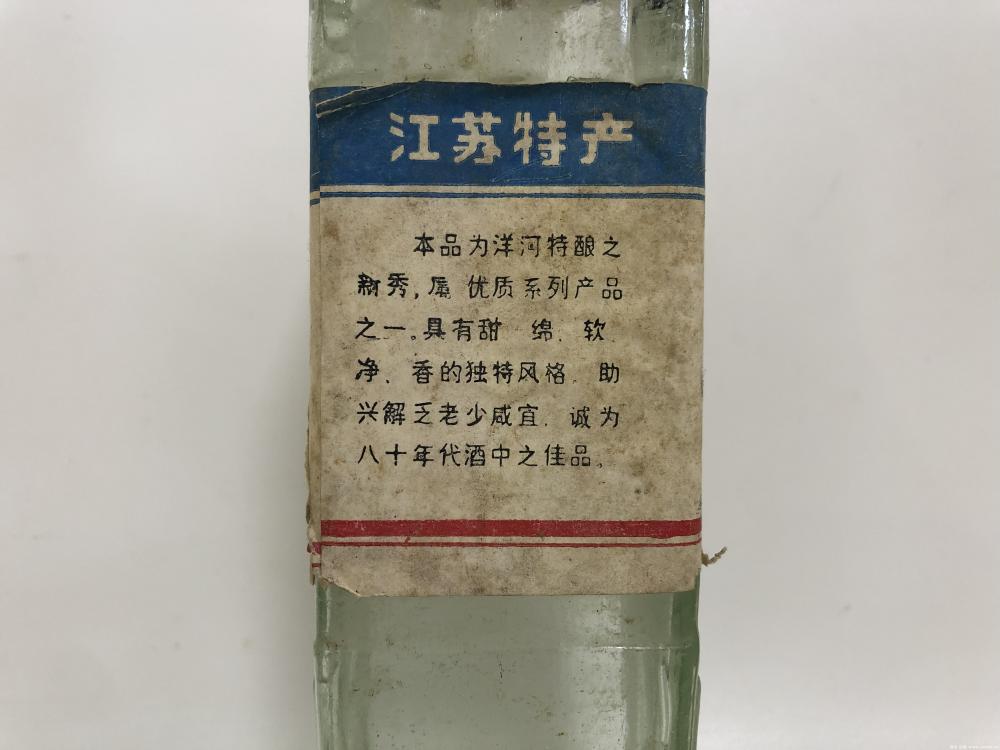 江苏特产
本品为洋河特酿之
新秀,属 优质系列产品
之一。具有甜 绵、软、
净、香的独特风格、助
兴解乏老少咸宜、诚为
八十年代酒中之佳品。